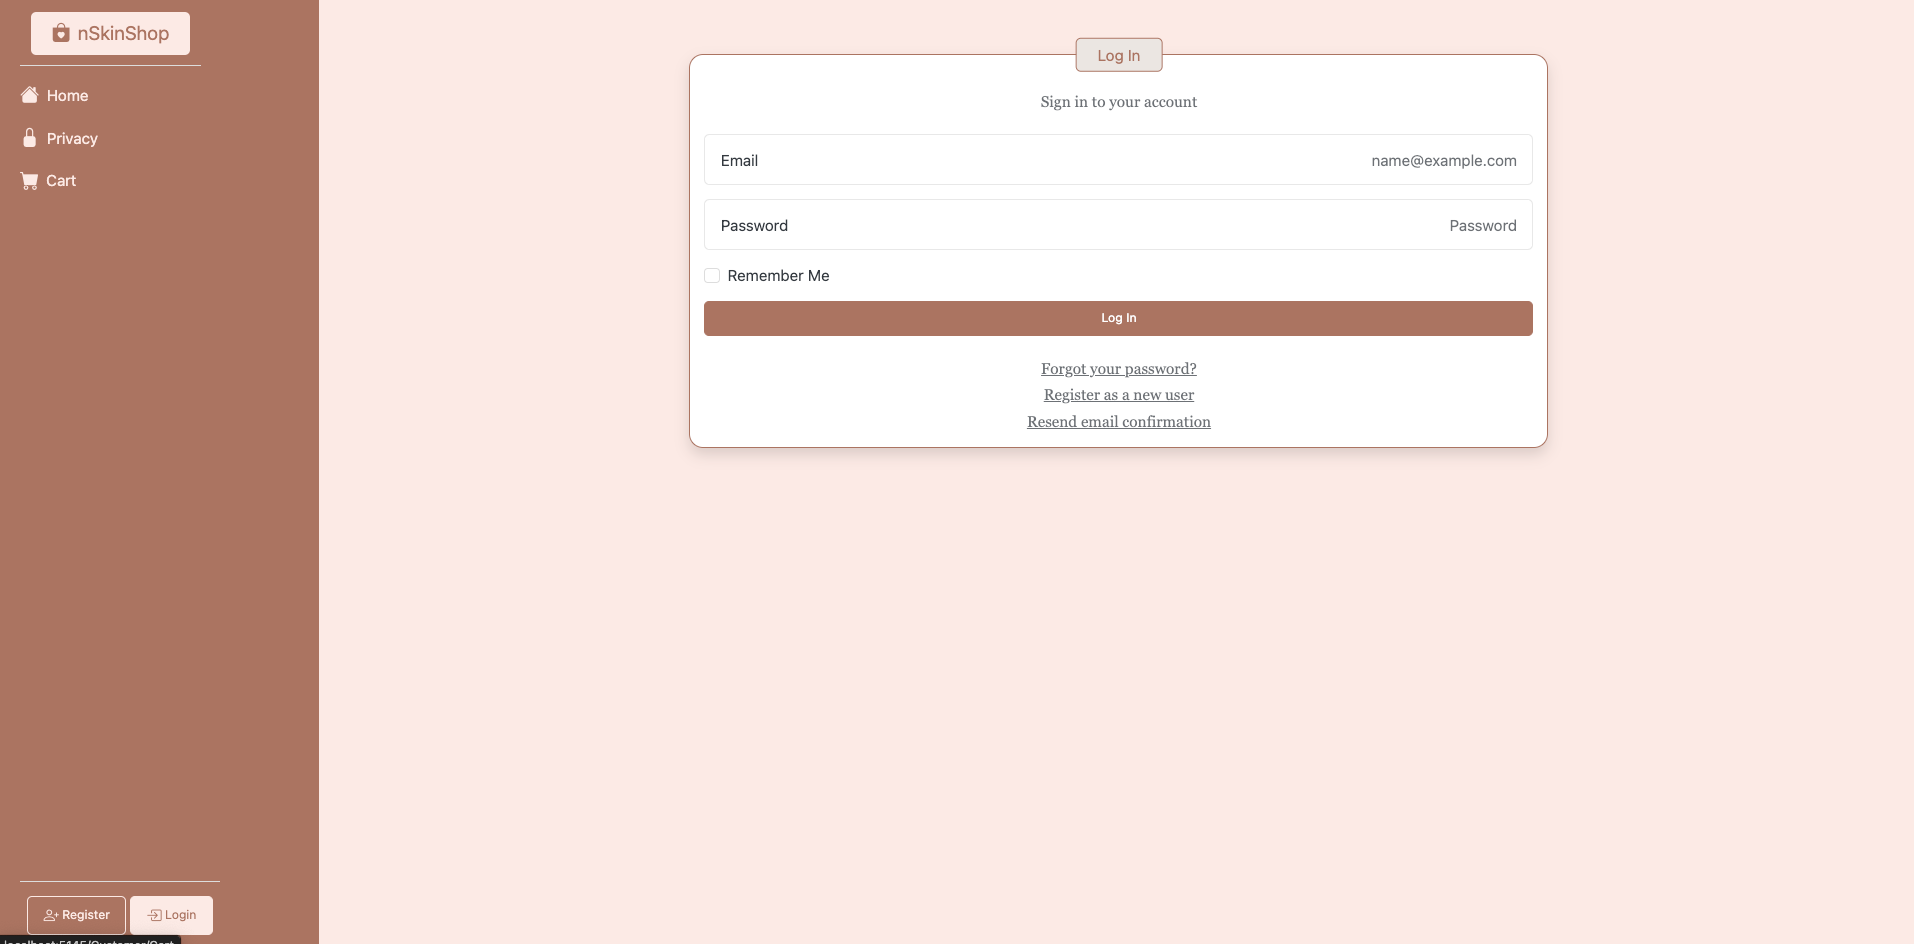 nSkinShop
Home
Privacy
Cart
Log In
Sign in to your account
Email name@example.com
Password Password
Remember Me
Log In
Forgot your password?
Register as a new user
Resend email confirmation
Register Login